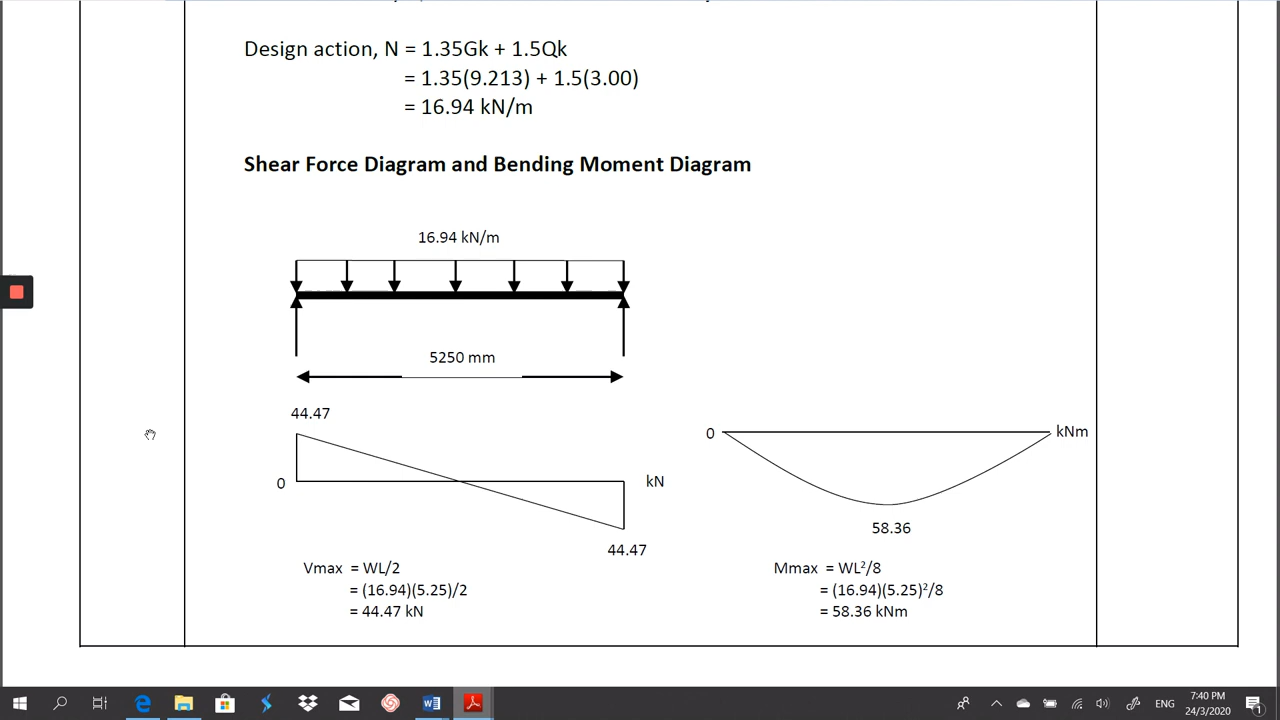 Design action, N = 1.35Gk + 1.5Qk
= 1.35(9.213) + 1.5(3.00)
= 16.94 kN/m
Shear Force Diagram and Bending Moment Diagram
16.94 kN/m
5250 mm
44.47
0
kN
44.47
0
kNm
58.36
Vmax = WL/2
= (16.94)(5.25)/2
= 44.47 kN
Mmax = WL²/8
= (16.94)(5.25)²/8
= 58.36 kNm
ENG
7:40 PM
24/3/2020
1